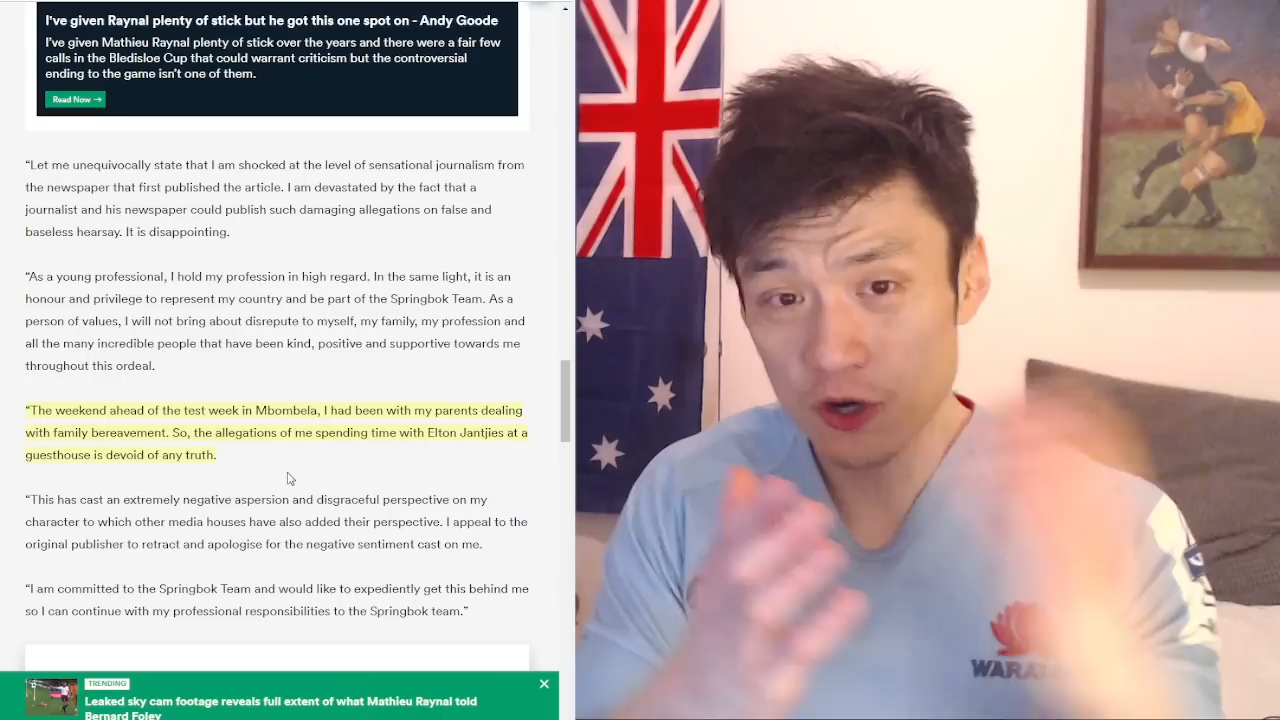 I've given Raynal plenty of stick but he got this one spot on - Andy Goode
I've given Mathieu Raynal plenty of stick over the years and there were a fair few
calls in the Bledisloe Cup that could warrant criticism but the controversial
ending to the game isn't one of them.
Read Now →
“Let me unequivocally state that I am shocked at the level of sensational journalism from
the newspaper that first published the article. I am devastated by the fact that a
journalist and his newspaper could publish such damaging allegations on false and
baseless hearsay. It is disappointing.
“As a young professional, I hold my profession in high regard. In the same light, it is an
honour and privilege to represent my country and be part of the Springbok Team. As a
person of values, I will not bring about disrepute to myself, my family, my profession and
all the many incredible people that have been kind, positive and supportive towards me
throughout this ordeal.
“The weekend ahead of the test week in Mbombela, I had been with my parents dealing
with family bereavement. So, the allegations of me spending time with Elton Jantjies at a
guesthouse is devoid of any truth.
“This has cast an extremely negative aspersion and disgraceful perspective on my
character to which other media houses have also added their perspective. I appeal to the
original publisher to retract and apologise for the negative sentiment cast on me.
“I am committed to the Springbok Team and would like to expediently get this behind me
so I can continue with my professional responsibilities to the Springbok team.”
TRENDING
Leaked sky cam footage reveals full extent of what Mathieu Raynal told
Bernard Foley